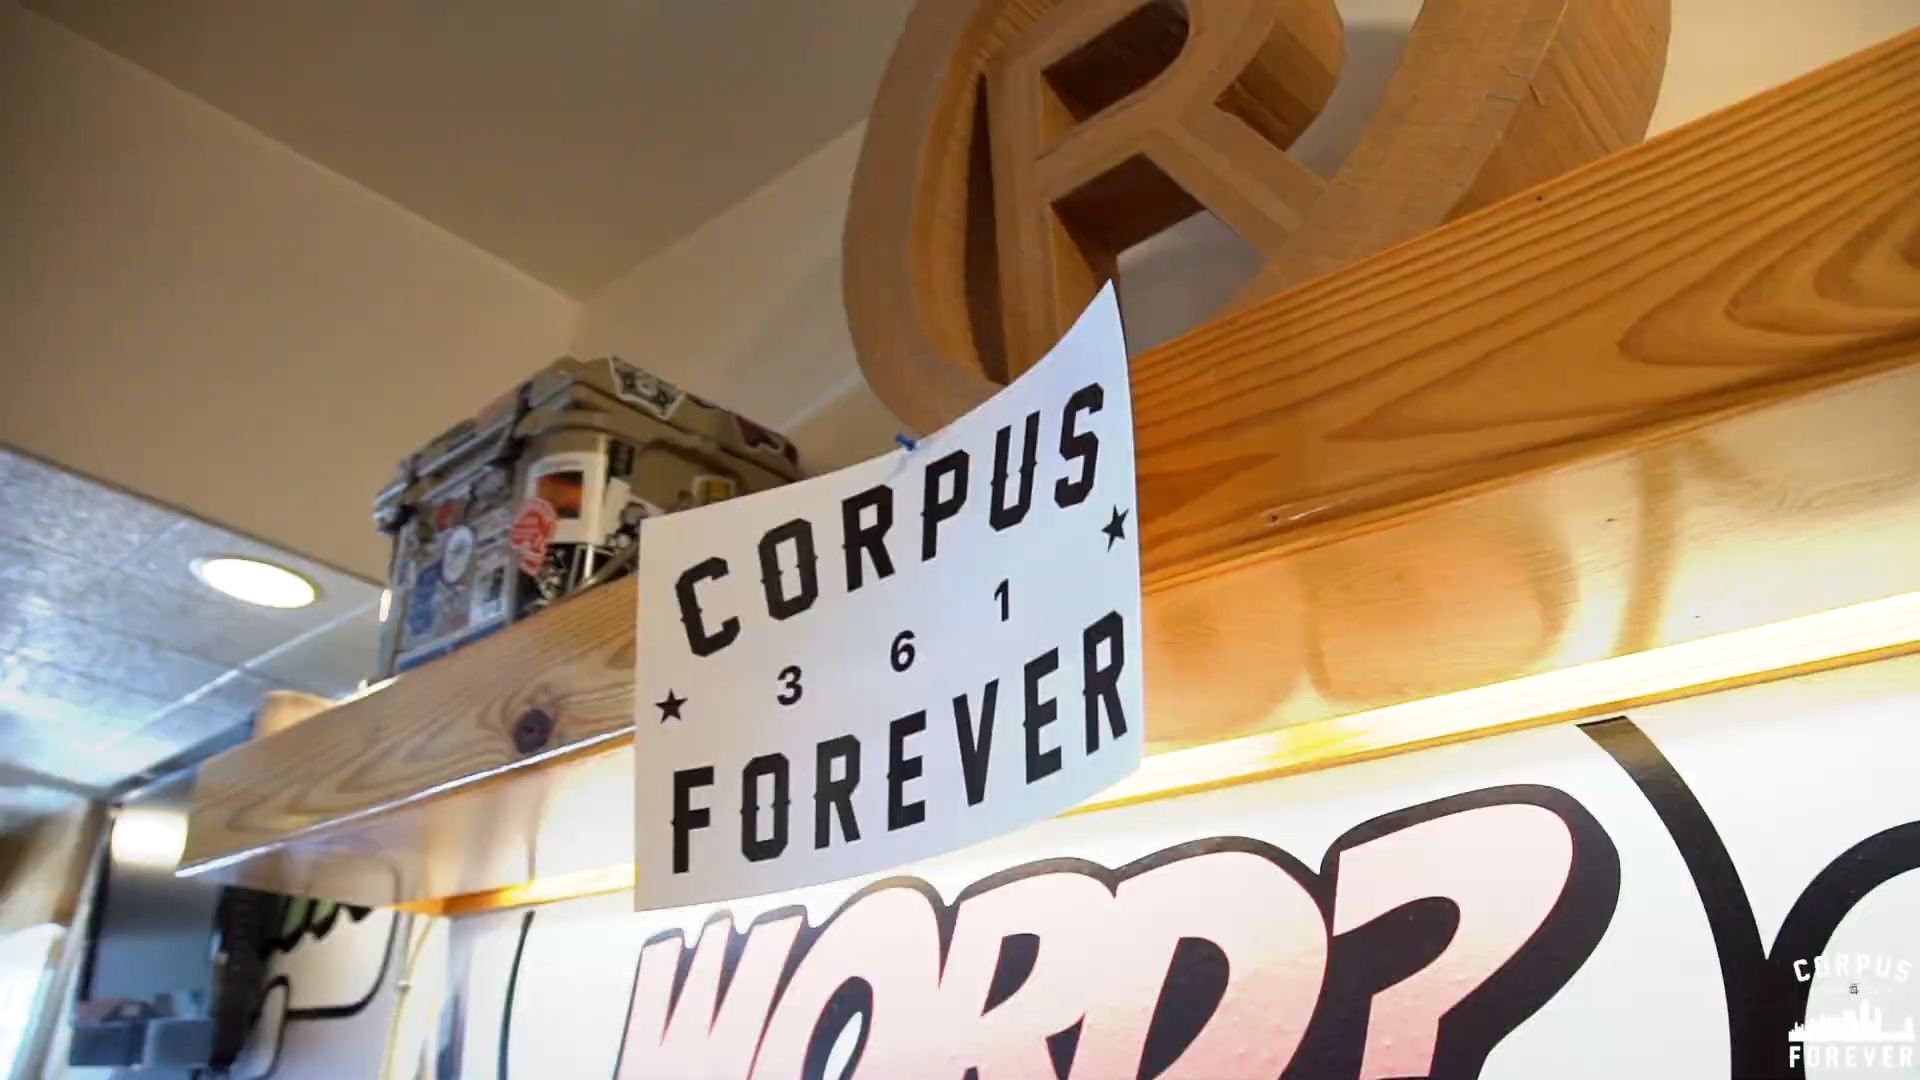 R
CORPUS
★ 3 6 1 ★
FOREVER
WORD?
CORPUS
FOREVER